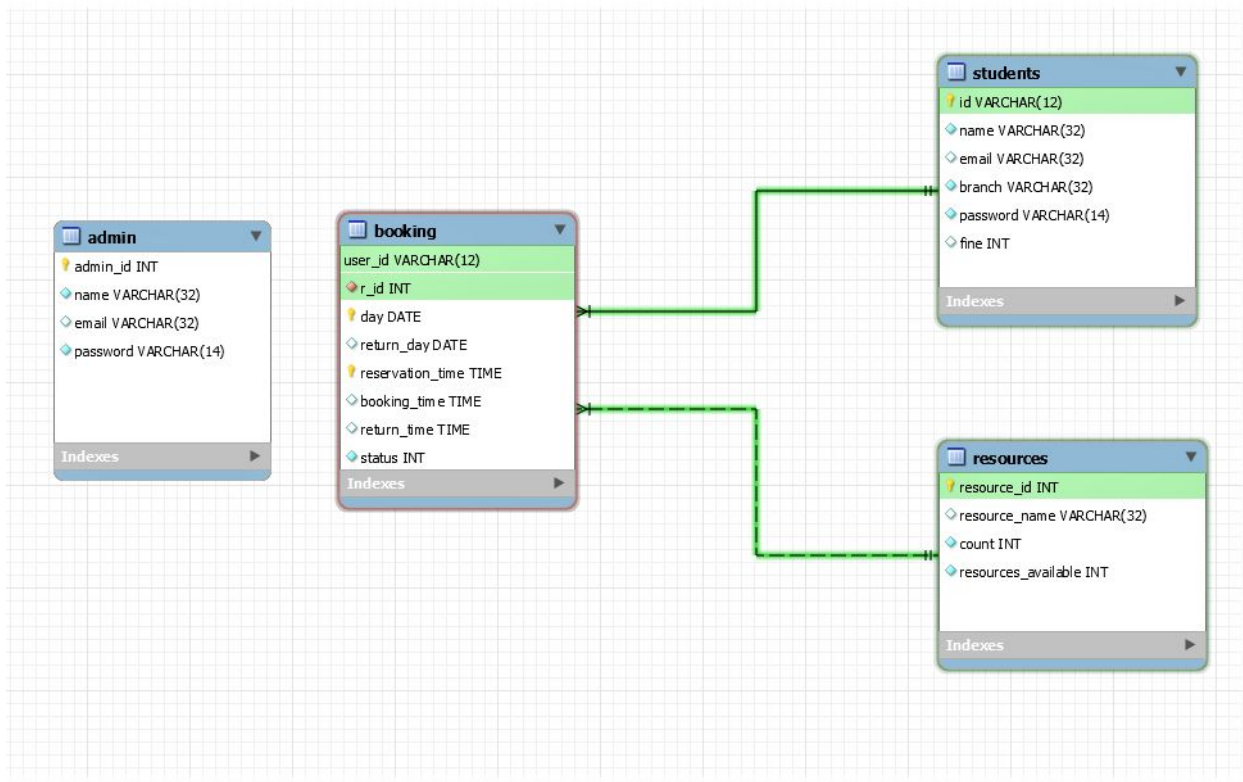 admin
admin_id INT
name VARCHAR(32)
email VARCHAR(32)
password VARCHAR(14)
Indexes
booking
user_id VARCHAR(12)
r_id INT
day DATE
return_day DATE
reservation_time TIME
booking_time TIME
return_time TIME
status INT
Indexes
students
id VARCHAR(12)
name VARCHAR(32)
email VARCHAR(32)
branch VARCHAR(32)
password VARCHAR(14)
fine INT
Indexes
resources
resource_id INT
resource_name VARCHAR(32)
count INT
resources_available INT
Indexes